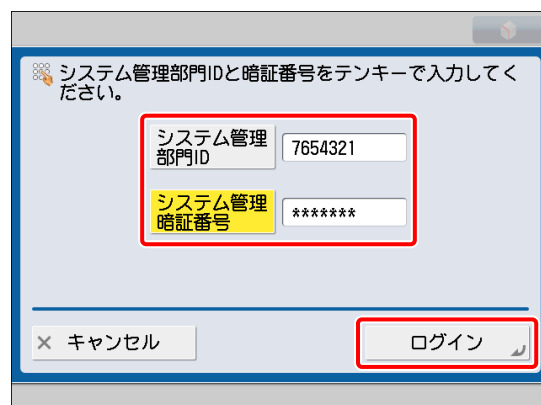 システム管理部門IDと暗証番号をテンキーで入力してく
ださい。
システム管理
部門ID
7654321
システム管理
暗証番号
*******
× キャンセル
ログイン